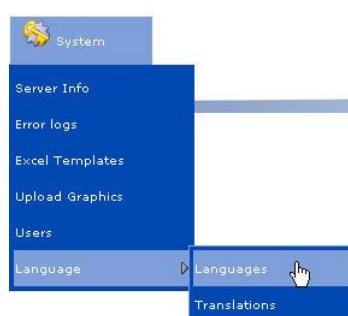 System
Server Info
Error logs
Excel Templates
Upload Graphics
Users
Language
Languages
Translations